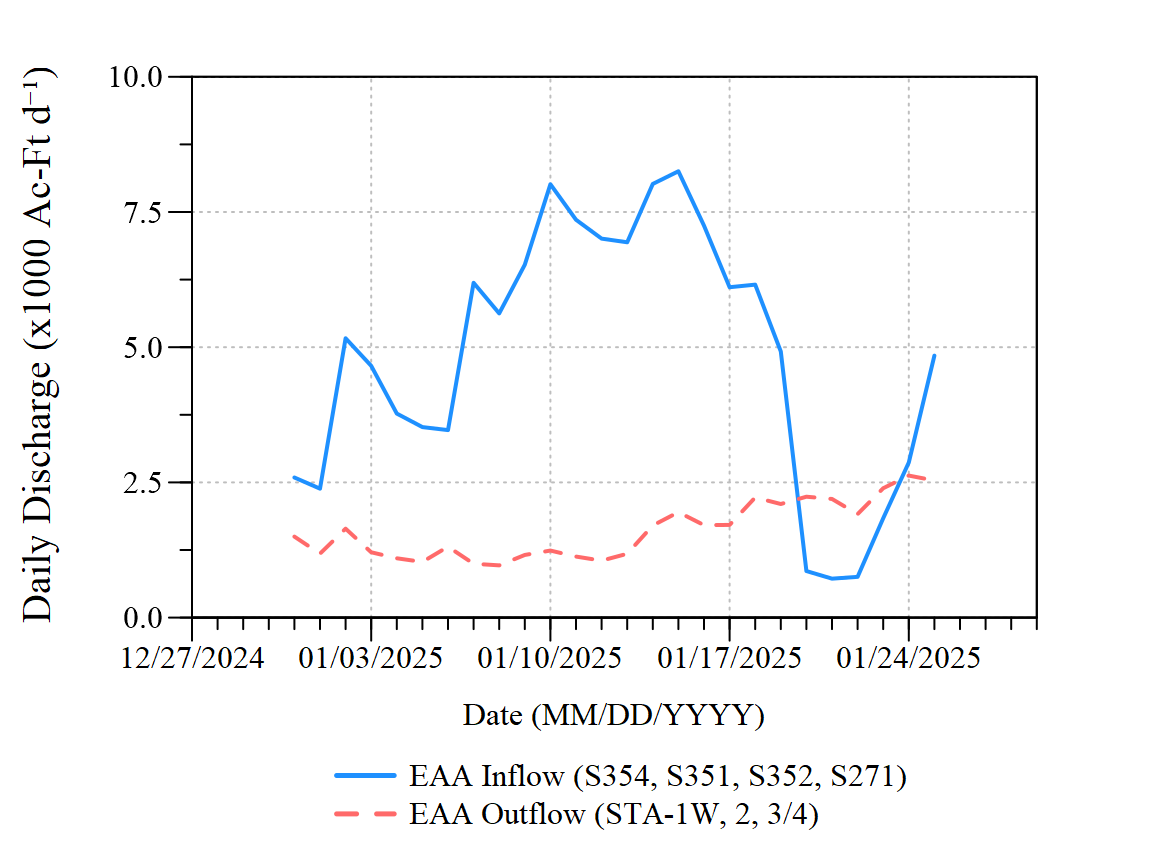 Daily Discharge (x1000 Ac-Ft d⁻¹)
10.0
7.5
5.0
2.5
0.0
12/27/2024 01/03/2025 01/10/2025 01/17/2025 01/24/2025
Date (MM/DD/YYYY)
EAA Inflow (S354, S351, S352, S271)
EAA Outflow (STA-1W, 2, 3/4)